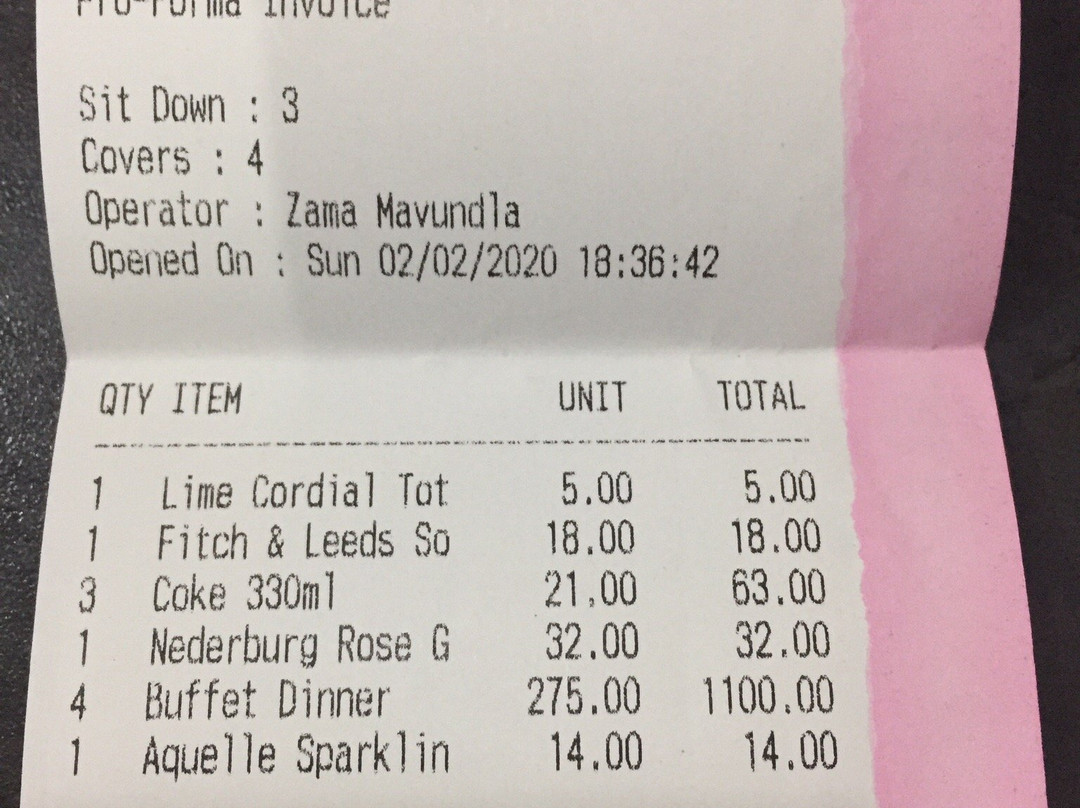 Pro-Forma Invoice
Sit Down : 3
Covers : 4
Operator : Zama Mavundla
Opened On : Sun 02/02/2020 18:36:42
QTY ITEM UNIT TOTAL
1 Lime Cordial Tot 5.00 5.00
1 Fitch & Leeds So 18.00 18.00
3 Coke 330ml 21.00 63.00
1 Nederburg Rose G 32.00 32.00
4 Buffet Dinner 275.00 1100.00
1 Aquelle Sparklin 14.00 14.00